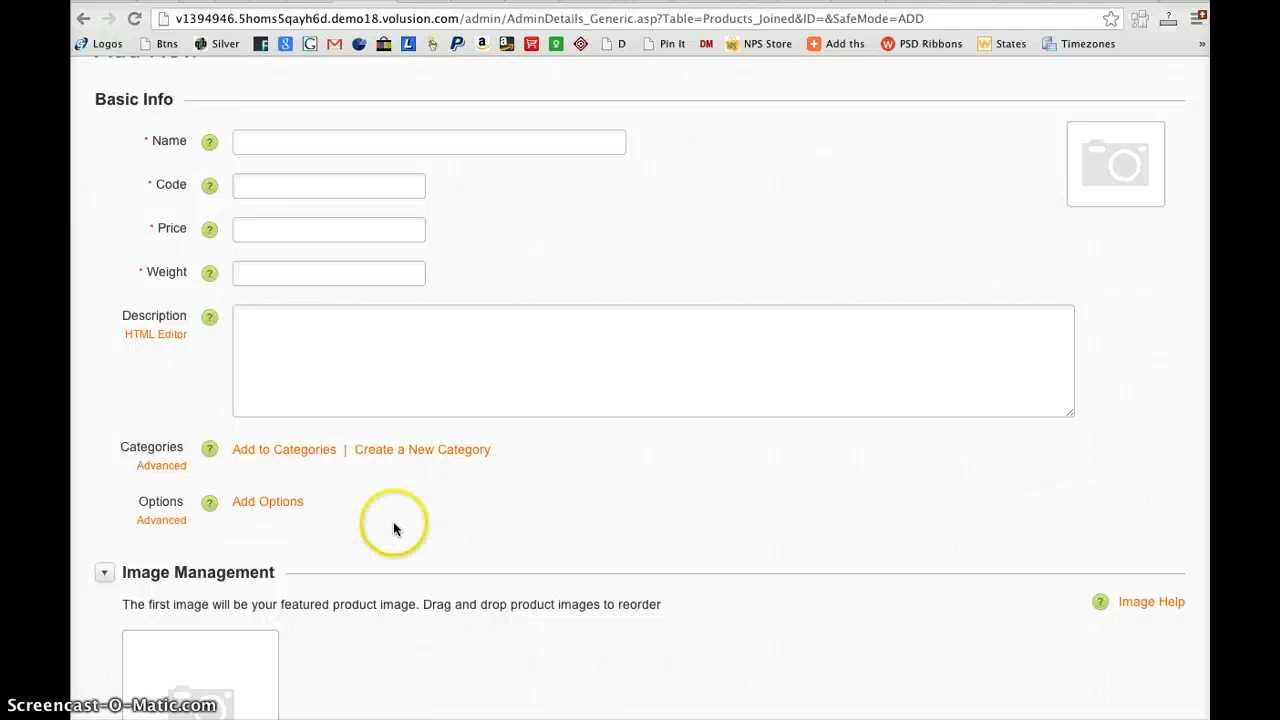 v1394946.5homs5qayh6d.demo18.volusion.com/admin/AdminDetails_Generic.asp?Table=Products_Joined&ID=&SafeMode=ADD
Logos Btns Silver D Pin It DM NPS Store Add ths PSD Ribbons States Timezones »
Basic Info
* Name ?
* Code ?
* Price ?
* Weight ?
Description ?
HTML Editor
Categories ? Add to Categories | Create a New Category
Advanced
Options ? Add Options
Advanced
Image Management
The first image will be your featured product image. Drag and drop product images to reorder
? Image Help
Screencast-O-Matic.com